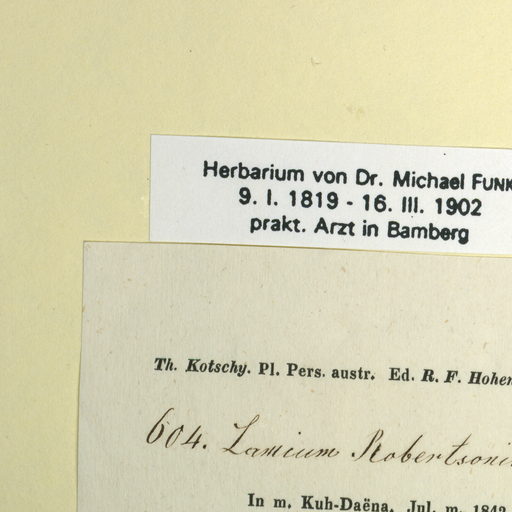 Herbarium von Dr. Michael FUNK
9. I. 1819 - 16. III. 1902
prakt. Arzt in Bamberg
Th. Kotschy. Pl. Pers. austr. Ed. R. F. Hohen
604. Lamium Robertsoni
In m. Kuh-Daëna. Jul. m. 1842